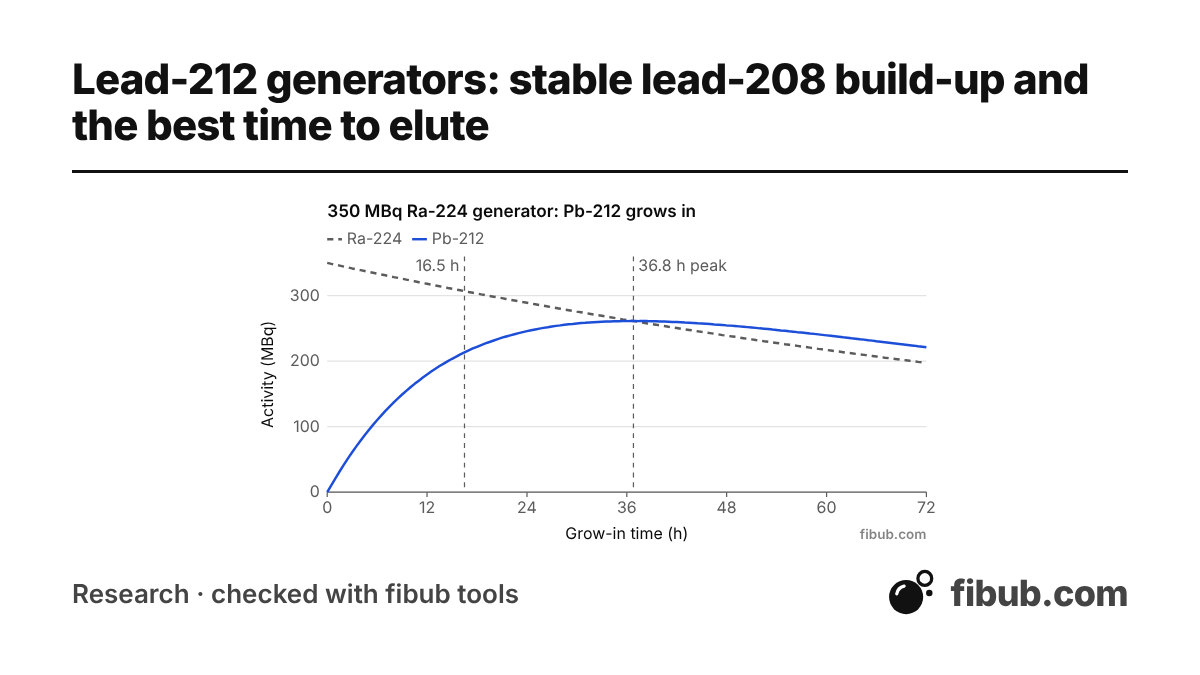 Lead-212 generators: stable lead-208 build-up and
the best time to elute
350 MBq Ra-224 generator: Pb-212 grows in
Ra-224 Pb-212
16.5 h 36.8 h peak
300
200
100
0
Activity (MBq)
0 12 24 36 48 60 72
Grow-in time (h)
fibub.com
Research · checked with fibub tools
fibub.com